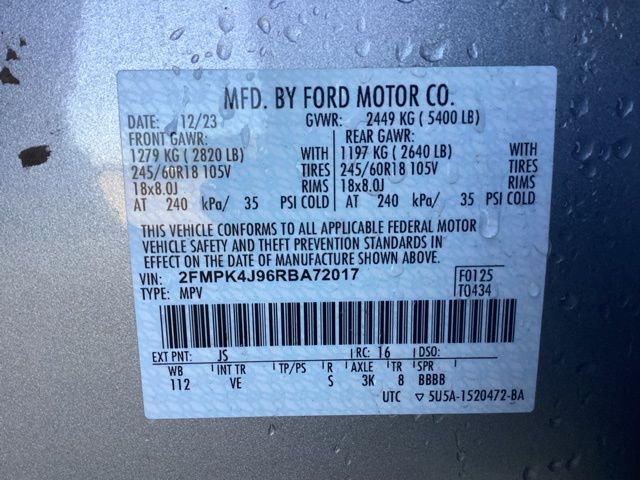 MFD. BY FORD MOTOR CO.
DATE: 12/23 GVWR: 2449 KG ( 5400 LB)
FRONT GAWR: REAR GAWR:
1279 KG ( 2820 LB) WITH 1197 KG ( 2640 LB) WITH
245/60R18 105V TIRES 245/60R18 105V TIRES
18x8.0J RIMS 18x8.0J RIMS
AT 240 kPa/ 35 PSI COLD AT 240 kPa/ 35 PSI COLD
THIS VEHICLE CONFORMS TO ALL APPLICABLE FEDERAL MOTOR
VEHICLE SAFETY AND THEFT PREVENTION STANDARDS IN
EFFECT ON THE DATE OF MANUFACTURE SHOWN ABOVE.
VIN: 2FMPK4J96RBA72017 F0125
TYPE: MPV T0434
EXT PNT: JS RC: 16 DSO:
WB INT TR TP/PS R AXLE TR SPR
112 VE S 3K 8 BBBB
UTC ▽ 5U5A-1520472-BA